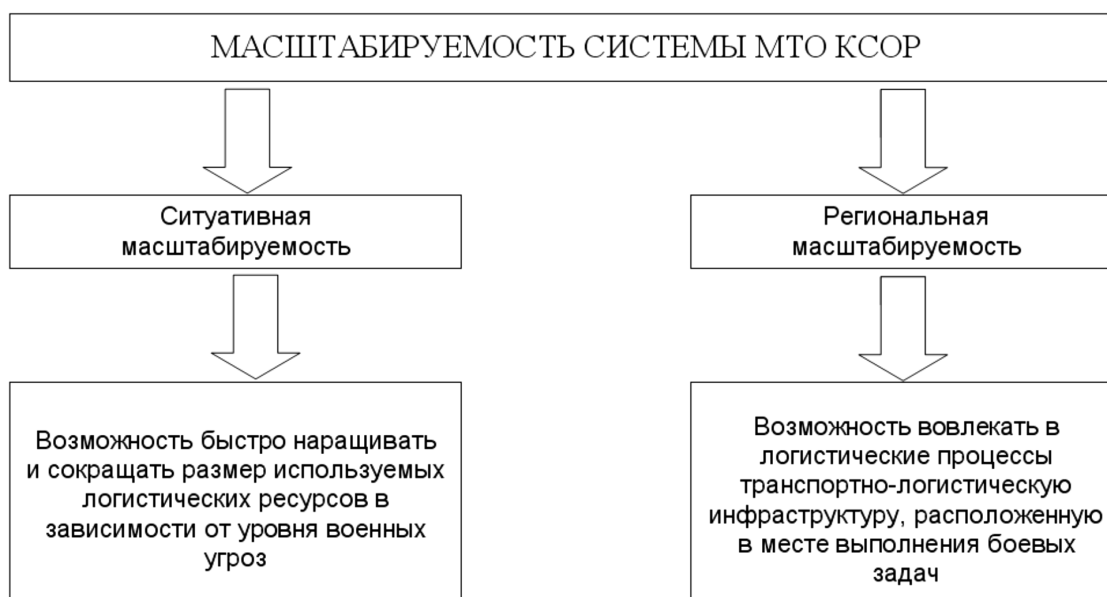 МАСШТАБИРУЕМОСТЬ СИСТЕМЫ МТО КСОР
Ситуативная
масштабируемость
Региональная
масштабируемость
Возможность быстро наращивать
и сокращать размер используемых
логистических ресурсов в
зависимости от уровня военных
угроз
Возможность вовлекать в
логистические процессы
транспортно-логистическую
инфраструктуру, расположенную
в месте выполнения боевых
задач